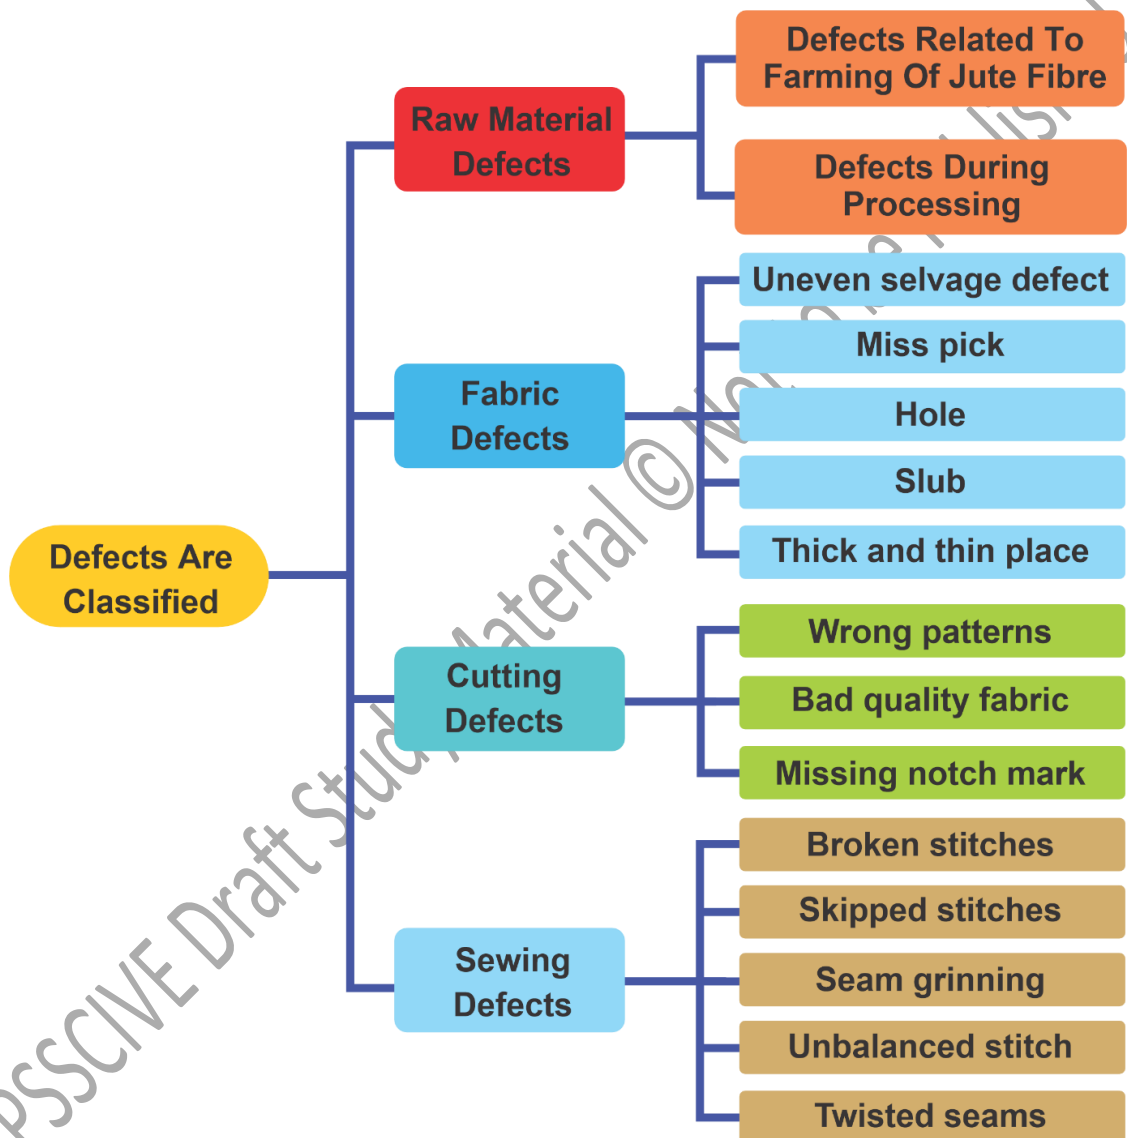 Defects Are
Classified
Raw Material
Defects
Defects Related To
Farming Of Jute Fibre
Defects During
Processing
Fabric
Defects
Uneven selvage defect
Miss pick
Hole
Slub
Thick and thin place
Cutting
Defects
Wrong patterns
Bad quality fabric
Missing notch mark
Sewing
Defects
Broken stitches
Skipped stitches
Seam grinning
Unbalanced stitch
Twisted seams
PSSCIVE Draft Study Material ©